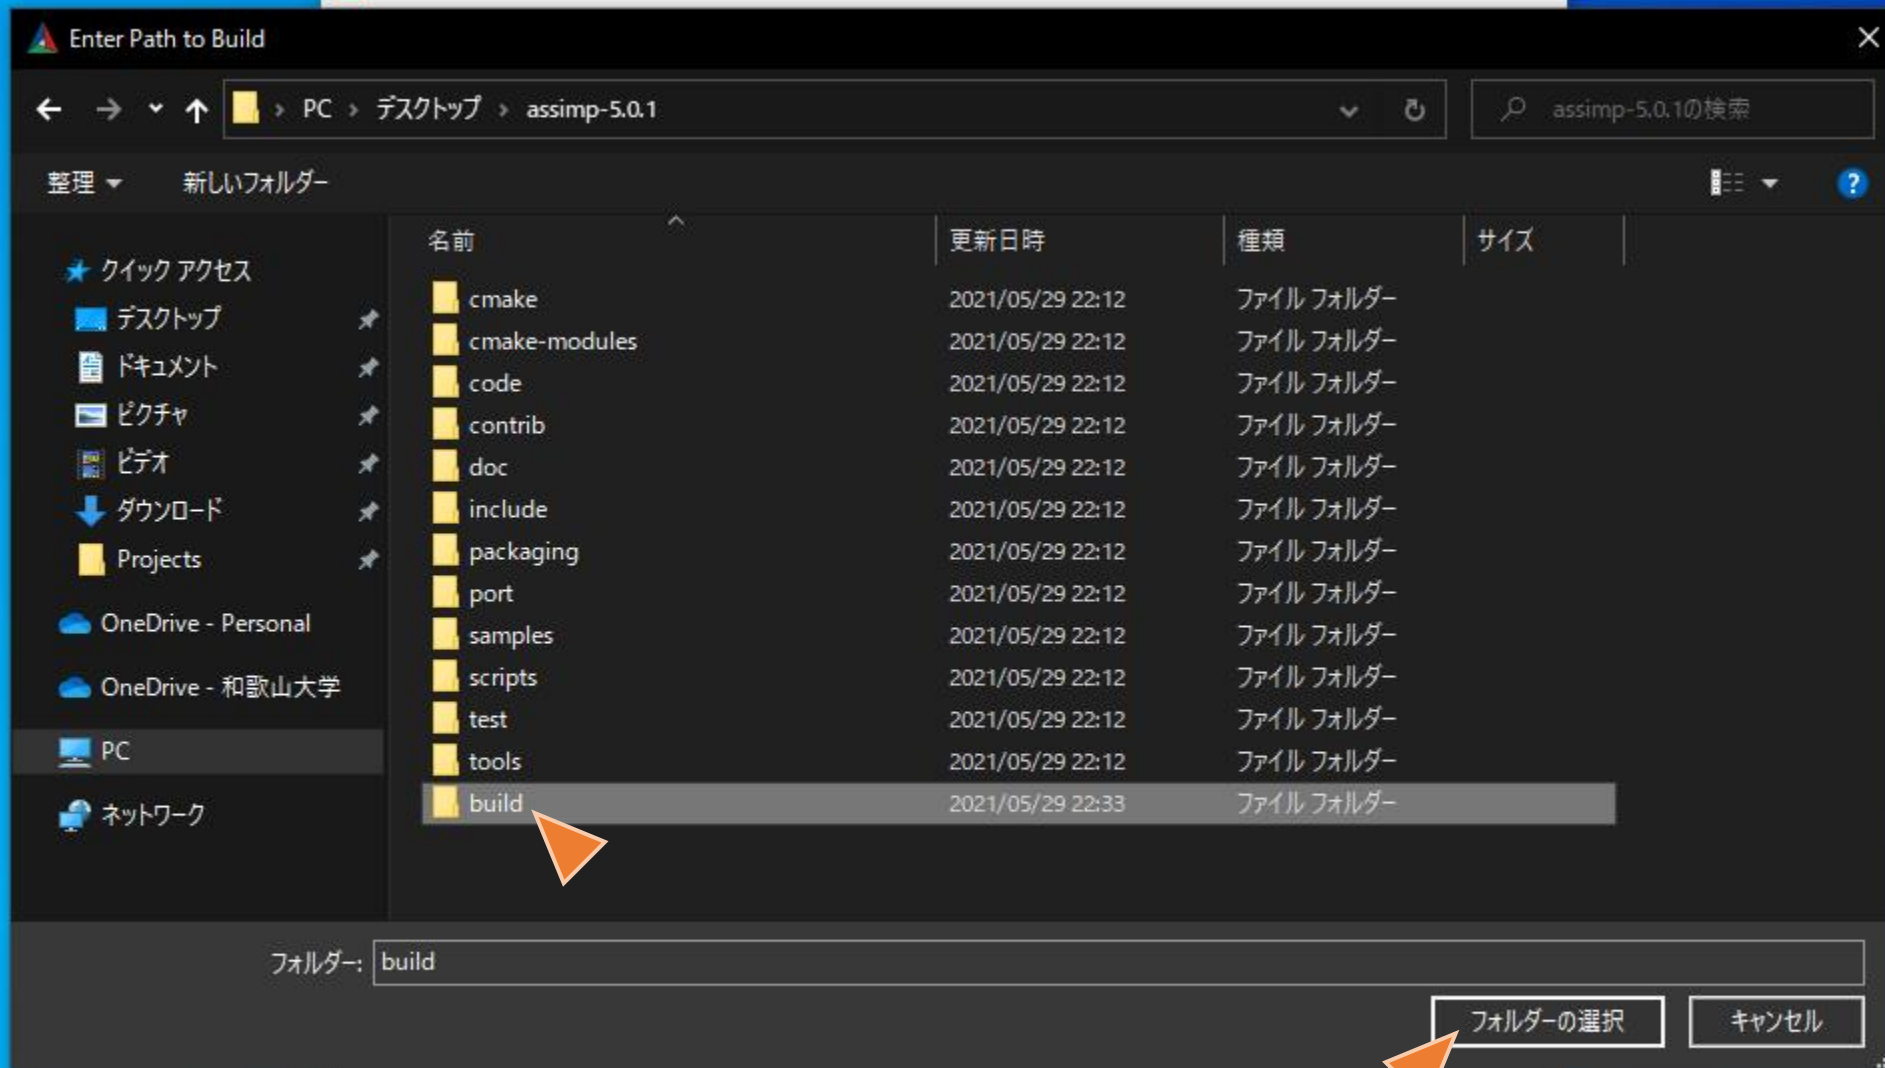 Enter Path to Build
PC › デスクトップ › assimp-5.0.1
assimp-5.0.1の検索
整理 新しいフォルダー
名前 更新日時 種類 サイズ
クイック アクセス
デスクトップ
ドキュメント
ピクチャ
ビデオ
ダウンロード
Projects
OneDrive - Personal
OneDrive - 和歌山大学
PC
ネットワーク
cmake 2021/05/29 22:12 ファイル フォルダー
cmake-modules 2021/05/29 22:12 ファイル フォルダー
code 2021/05/29 22:12 ファイル フォルダー
contrib 2021/05/29 22:12 ファイル フォルダー
doc 2021/05/29 22:12 ファイル フォルダー
include 2021/05/29 22:12 ファイル フォルダー
packaging 2021/05/29 22:12 ファイル フォルダー
port 2021/05/29 22:12 ファイル フォルダー
samples 2021/05/29 22:12 ファイル フォルダー
scripts 2021/05/29 22:12 ファイル フォルダー
test 2021/05/29 22:12 ファイル フォルダー
tools 2021/05/29 22:12 ファイル フォルダー
build 2021/05/29 22:33 ファイル フォルダー
フォルダー: build
フォルダーの選択 キャンセル